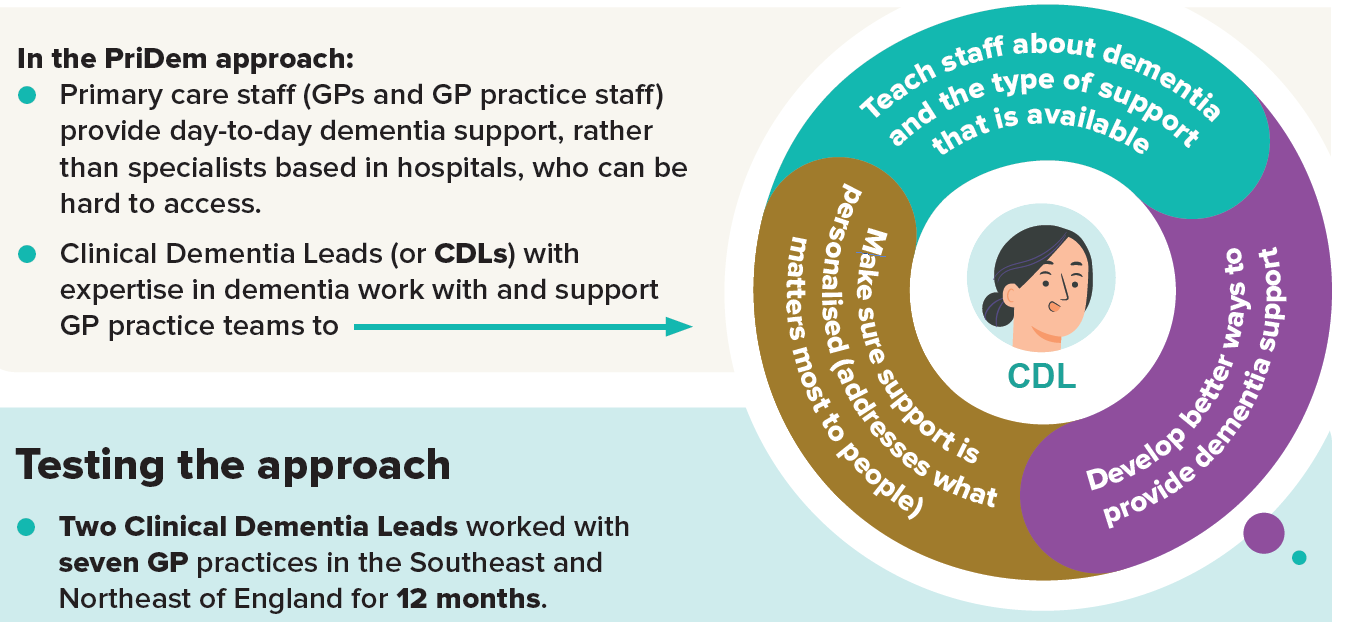 In the PriDem approach:
Primary care staff (GPs and GP practice staff)
provide day-to-day dementia support, rather
than specialists based in hospitals, who can be
hard to access.
Clinical Dementia Leads (or CDLs) with
expertise in dementia work with and support
GP practice teams to
Teach staff about dementia
and the type of support
that is available
Develop better ways to
provide dementia support
Make sure support is
personalised (addresses what
matters most to people)
CDL
Testing the approach
Two Clinical Dementia Leads worked with
seven GP practices in the Southeast and
Northeast of England for 12 months.